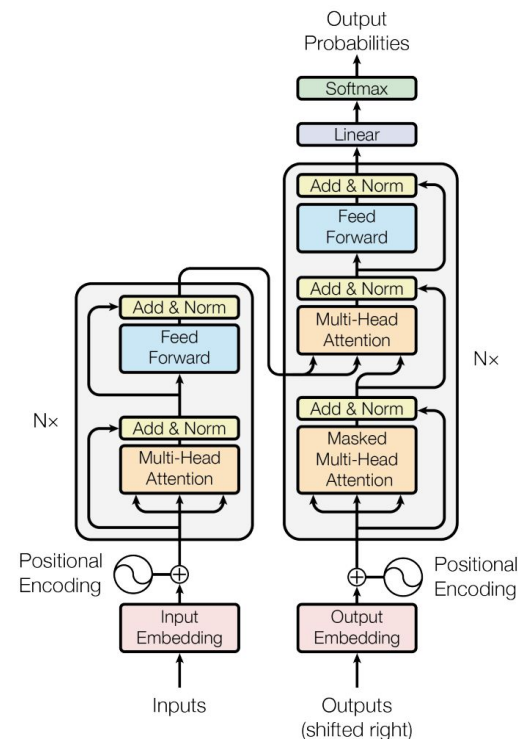 Output
Probabilities
Softmax
Linear
Add & Norm
Feed
Forward
Add & Norm
Multi-Head
Attention
Add & Norm
Masked
Multi-Head
Attention
N×
Positional
Encoding
Output
Embedding
Outputs
(shifted right)
Add & Norm
Feed
Forward
Add & Norm
Multi-Head
Attention
N×
Positional
Encoding
Input
Embedding
Inputs